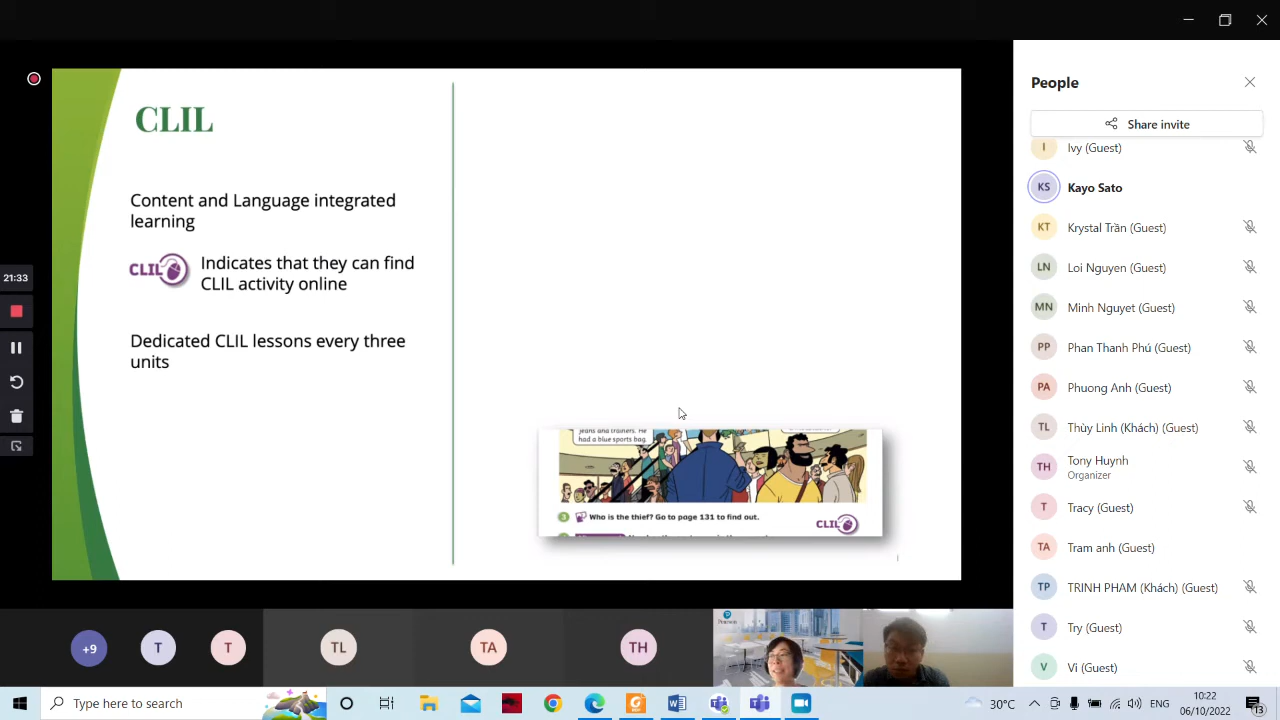 CLIL
Content and Language integrated
learning
CLIL
Indicates that they can find
CLIL activity online
Dedicated CLIL lessons every three
units
jeans and trainers. He
had a blue sports bag.
3 Who is the thief? Go to page 131 to find out.
CLIL
21:33
People
Share invite
I Ivy (Guest)
KS Kayo Sato
KT Krystal Trần (Guest)
LN Loi Nguyen (Guest)
MN Minh Nguyet (Guest)
PP Phan Thanh Phú (Guest)
PA Phuong Anh (Guest)
TL Thùy Linh (Khách) (Guest)
TH Tony Huynh
Organizer
T Tracy (Guest)
TA Tram anh (Guest)
TP TRINH PHAM (Khách) (Guest)
T Try (Guest)
V Vi (Guest)
+9 T T TL TA TH
Pearson
Type here to search
30°C ENG
10:22
06/10/2022
13